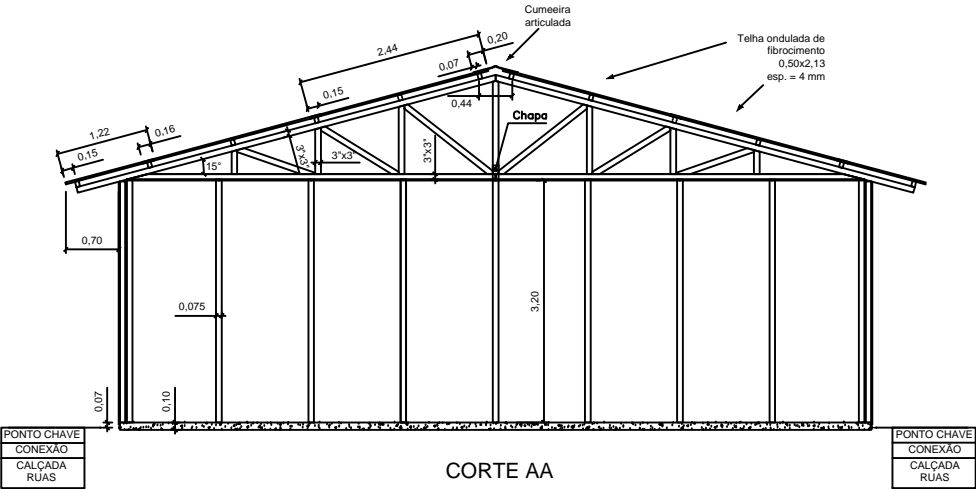 Cumeeira
articulada
Telha ondulada de
fibrocimento
0,50x2,13
esp. = 4 mm
2,44
0,20
0,07
0,15
0,44
Chapa
1,22
0,16
0,15
15°
3"x3"
3"x3"
3"x3"
0,70
0,075
3,20
0,07
0,10
PONTO CHAVE
CONEXÃO
CALÇADA
RUAS
CORTE AA
PONTO CHAVE
CONEXÃO
CALÇADA
RUAS